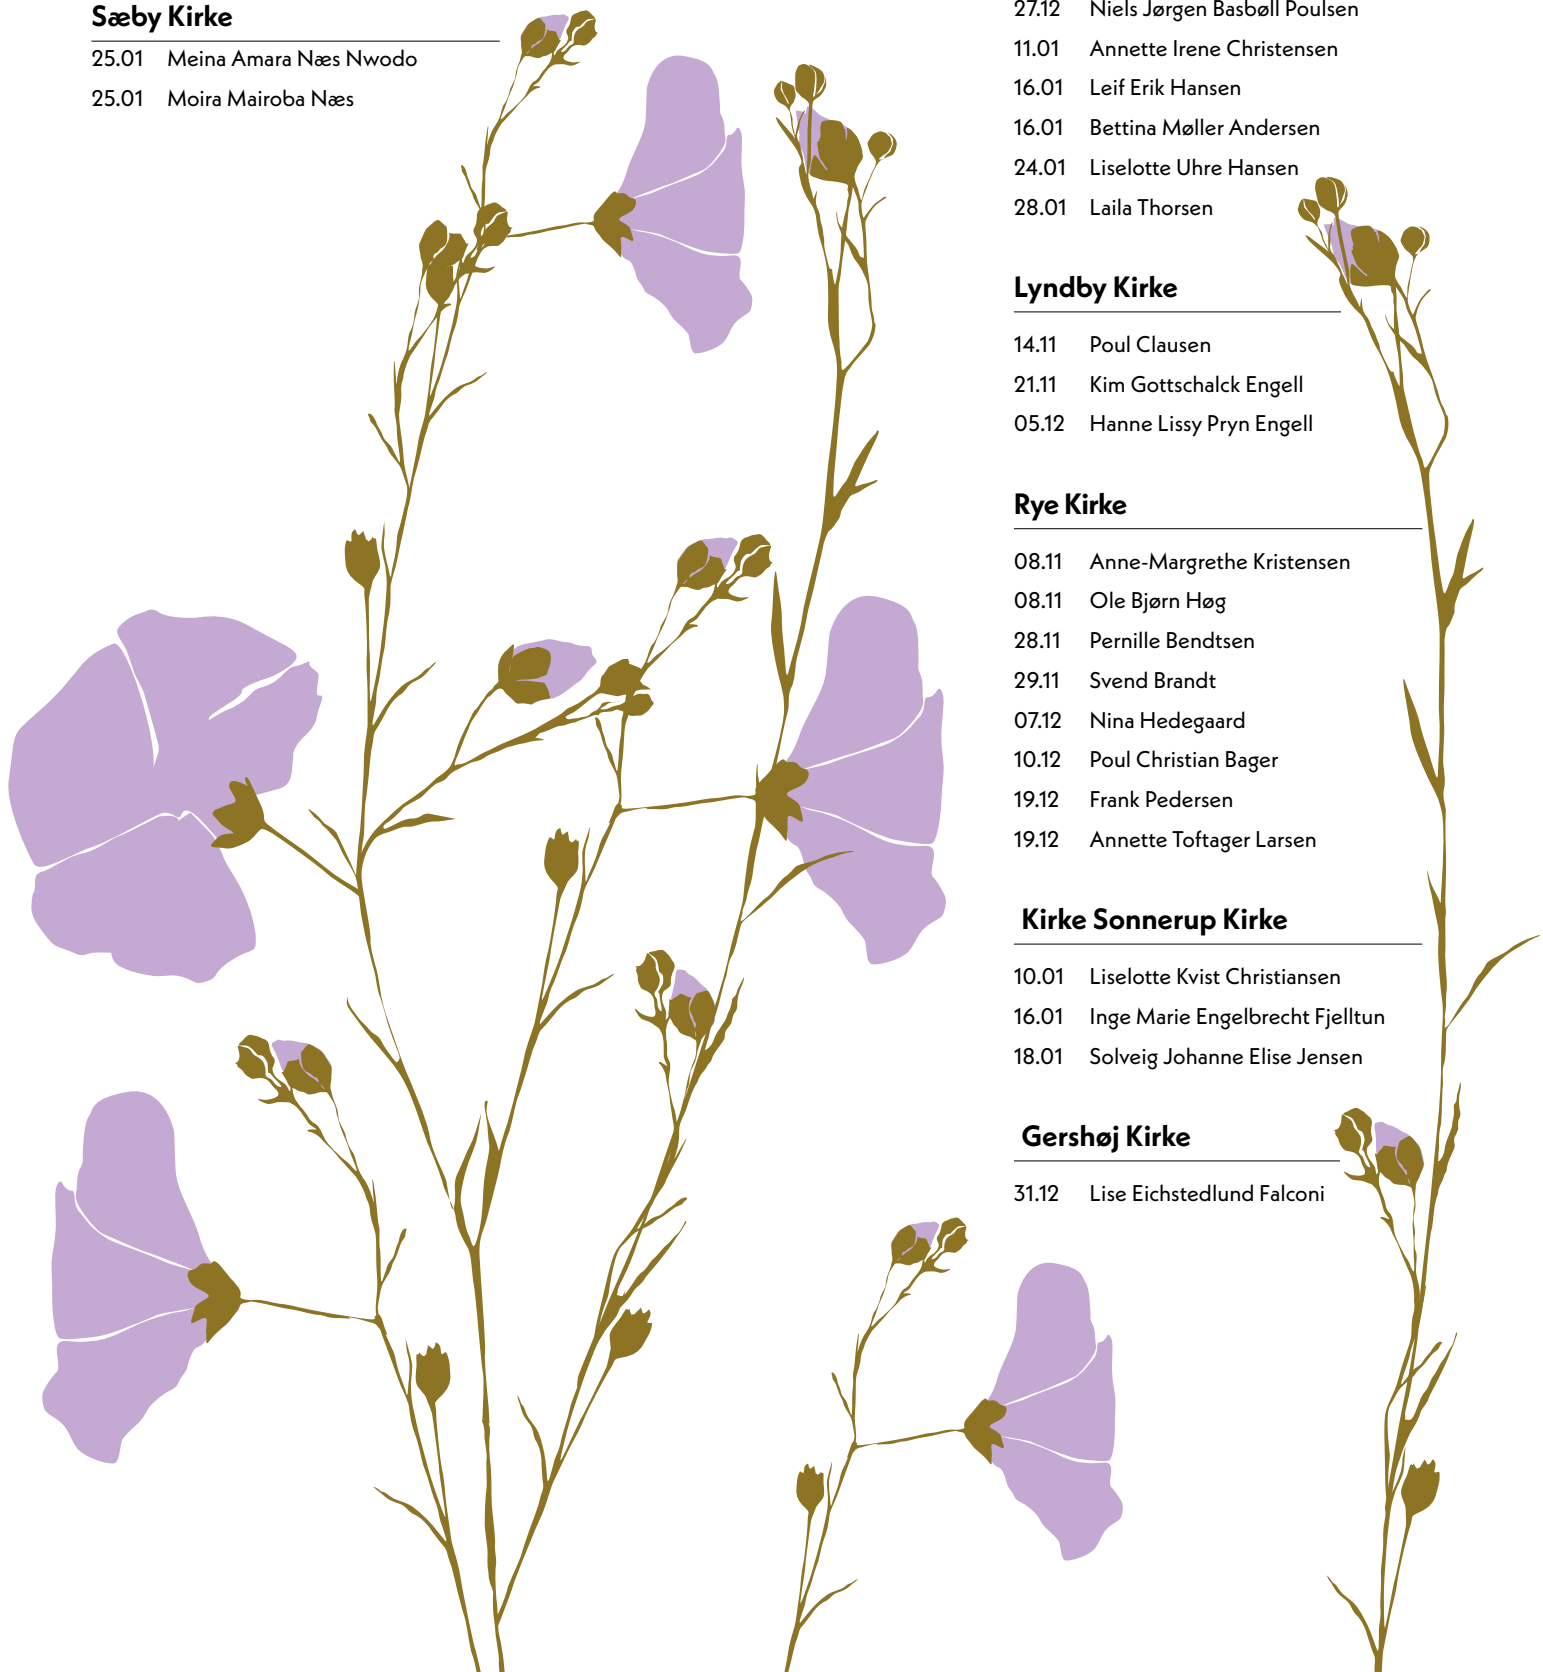 Sæby Kirke
25.01 Meina Amara Næs Nwodo
25.01 Moira Mairoba Næs
27.12 Niels Jørgen Basbøll Poulsen
11.01 Annette Irene Christensen
16.01 Leif Erik Hansen
16.01 Bettina Møller Andersen
24.01 Liselotte Uhre Hansen
28.01 Laila Thorsen
Lyndby Kirke
14.11 Poul Clausen
21.11 Kim Gottschalck Engell
05.12 Hanne Lissy Pryn Engell
Rye Kirke
08.11 Anne-Margrethe Kristensen
08.11 Ole Bjørn Høg
28.11 Pernille Bendtsen
29.11 Svend Brandt
07.12 Nina Hedegaard
10.12 Poul Christian Bager
19.12 Frank Pedersen
19.12 Annette Toftager Larsen
Kirke Sonnerup Kirke
10.01 Liselotte Kvist Christiansen
16.01 Inge Marie Engelbrecht Fjelltun
18.01 Solveig Johanne Elise Jensen
Gershøj Kirke
31.12 Lise Eichstedlund Falconi